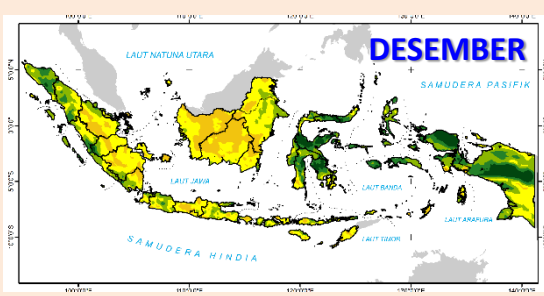 DESEMBER
LAUT NATUNA UTARA
SAMUDERA PASIFIK
LAUT JAWA
LAUT BANDA
LAUT ARAFURA
LAUT TIMOR
SAMUDERA HINDIA